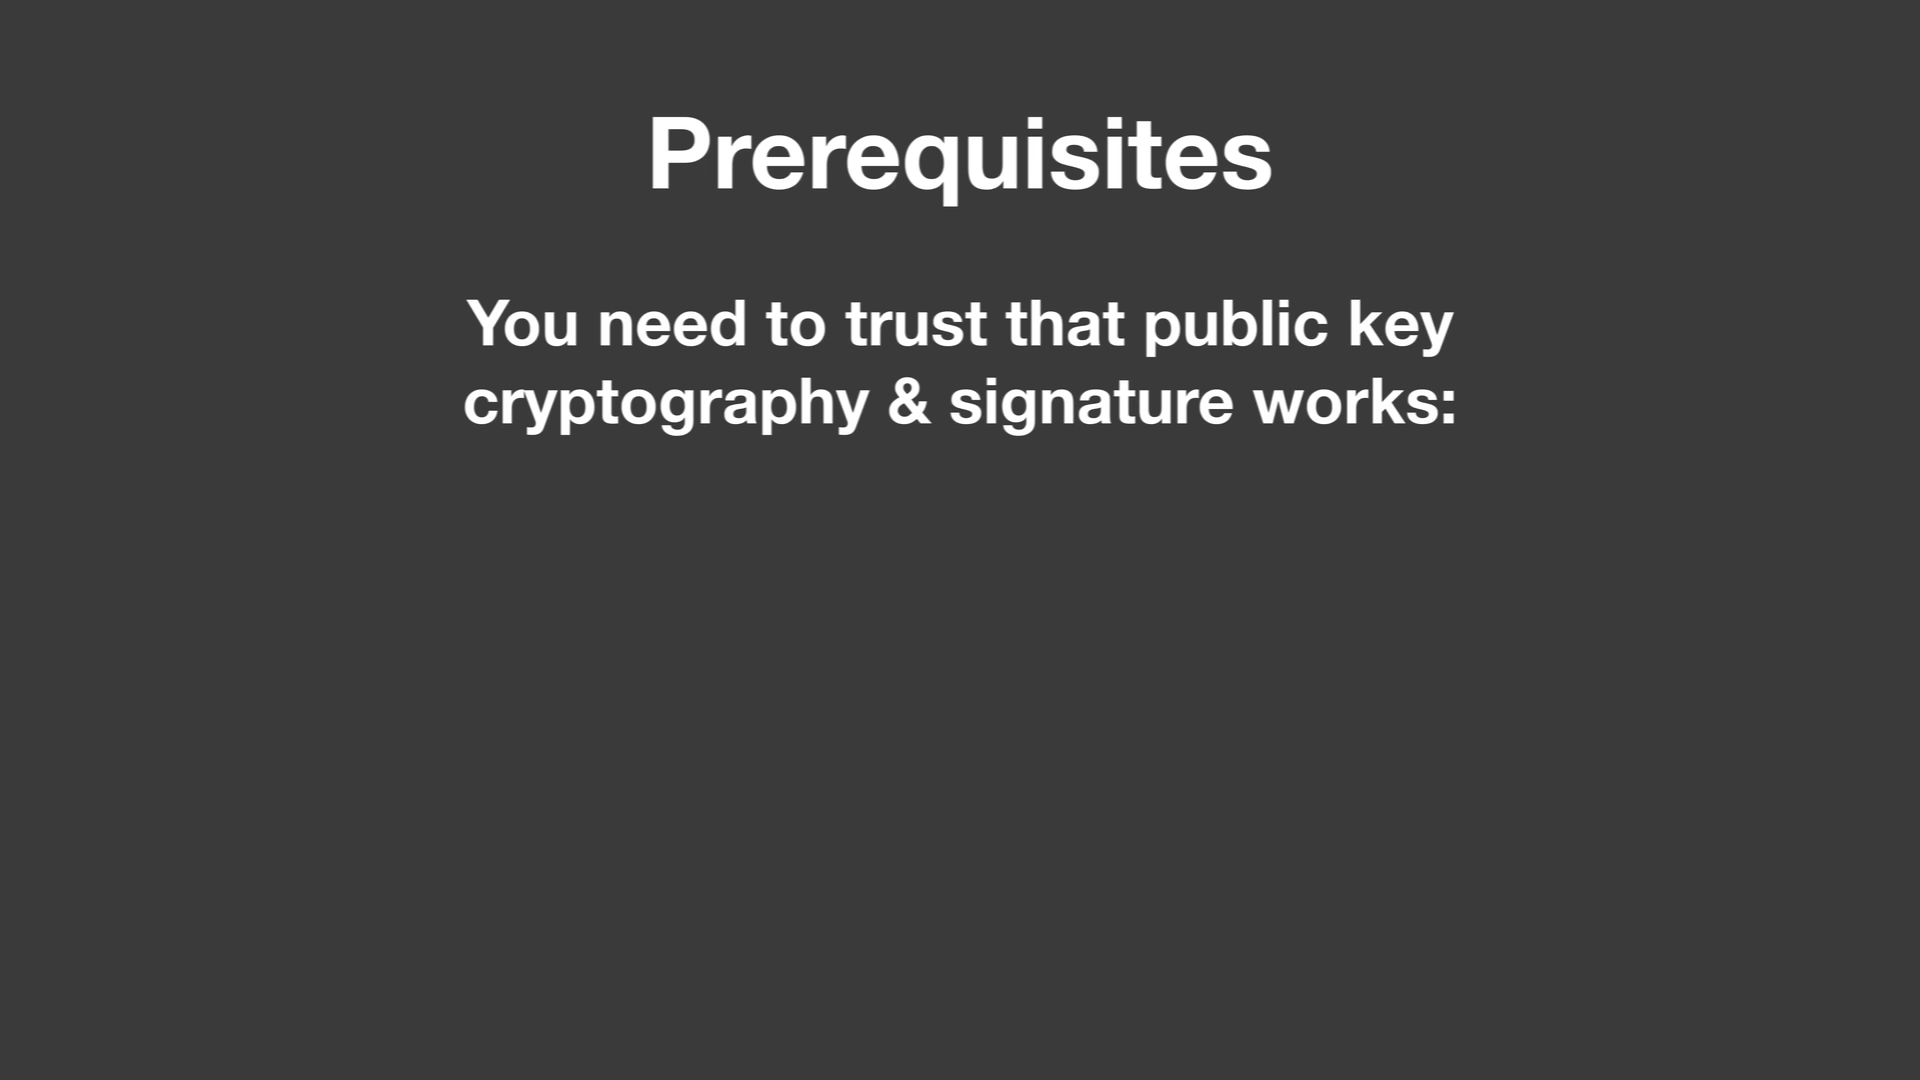 Prerequisites
You need to trust that public key
cryptography & signature works: